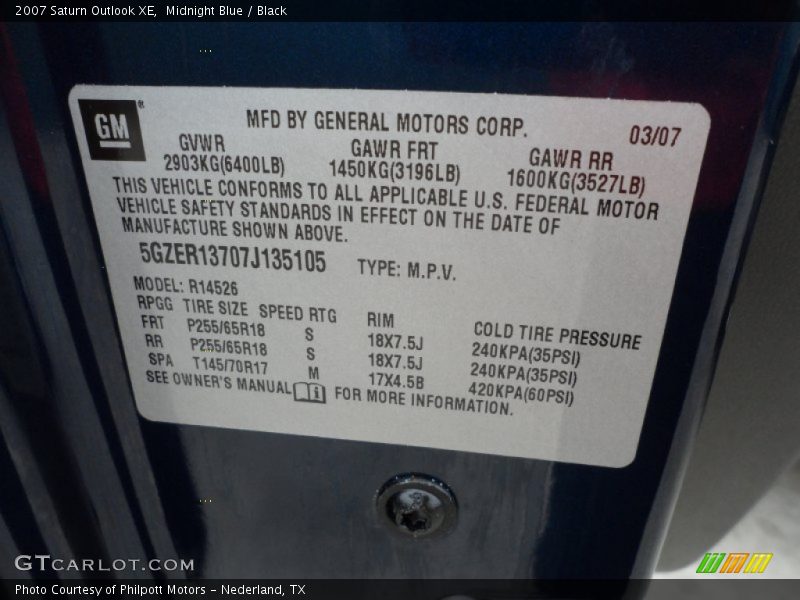 2007 Saturn Outlook XE,  Midnight Blue / Black
GM®
MFD BY GENERAL MOTORS CORP.
03/07
GVWR GAWR FRT GAWR RR
2903KG(6400LB) 1450KG(3196LB) 1600KG(3527LB)
THIS VEHICLE CONFORMS TO ALL APPLICABLE U.S. FEDERAL MOTOR
VEHICLE SAFETY STANDARDS IN EFFECT ON THE DATE OF
MANUFACTURE SHOWN ABOVE.
5GZER13707J135105 TYPE: M.P.V.
MODEL: R14526
RPGG TIRE SIZE SPEED RTG RIM COLD TIRE PRESSURE
FRT P255/65R18 S 18X7.5J 240KPA(35PSI)
RR P255/65R18 S 18X7.5J 240KPA(35PSI)
SPA T145/70R17 M 17X4.5B 420KPA(60PSI)
SEE OWNER'S MANUAL FOR MORE INFORMATION.
GTCARLOT.COM
Photo Courtesy of Philpott Motors - Nederland, TX